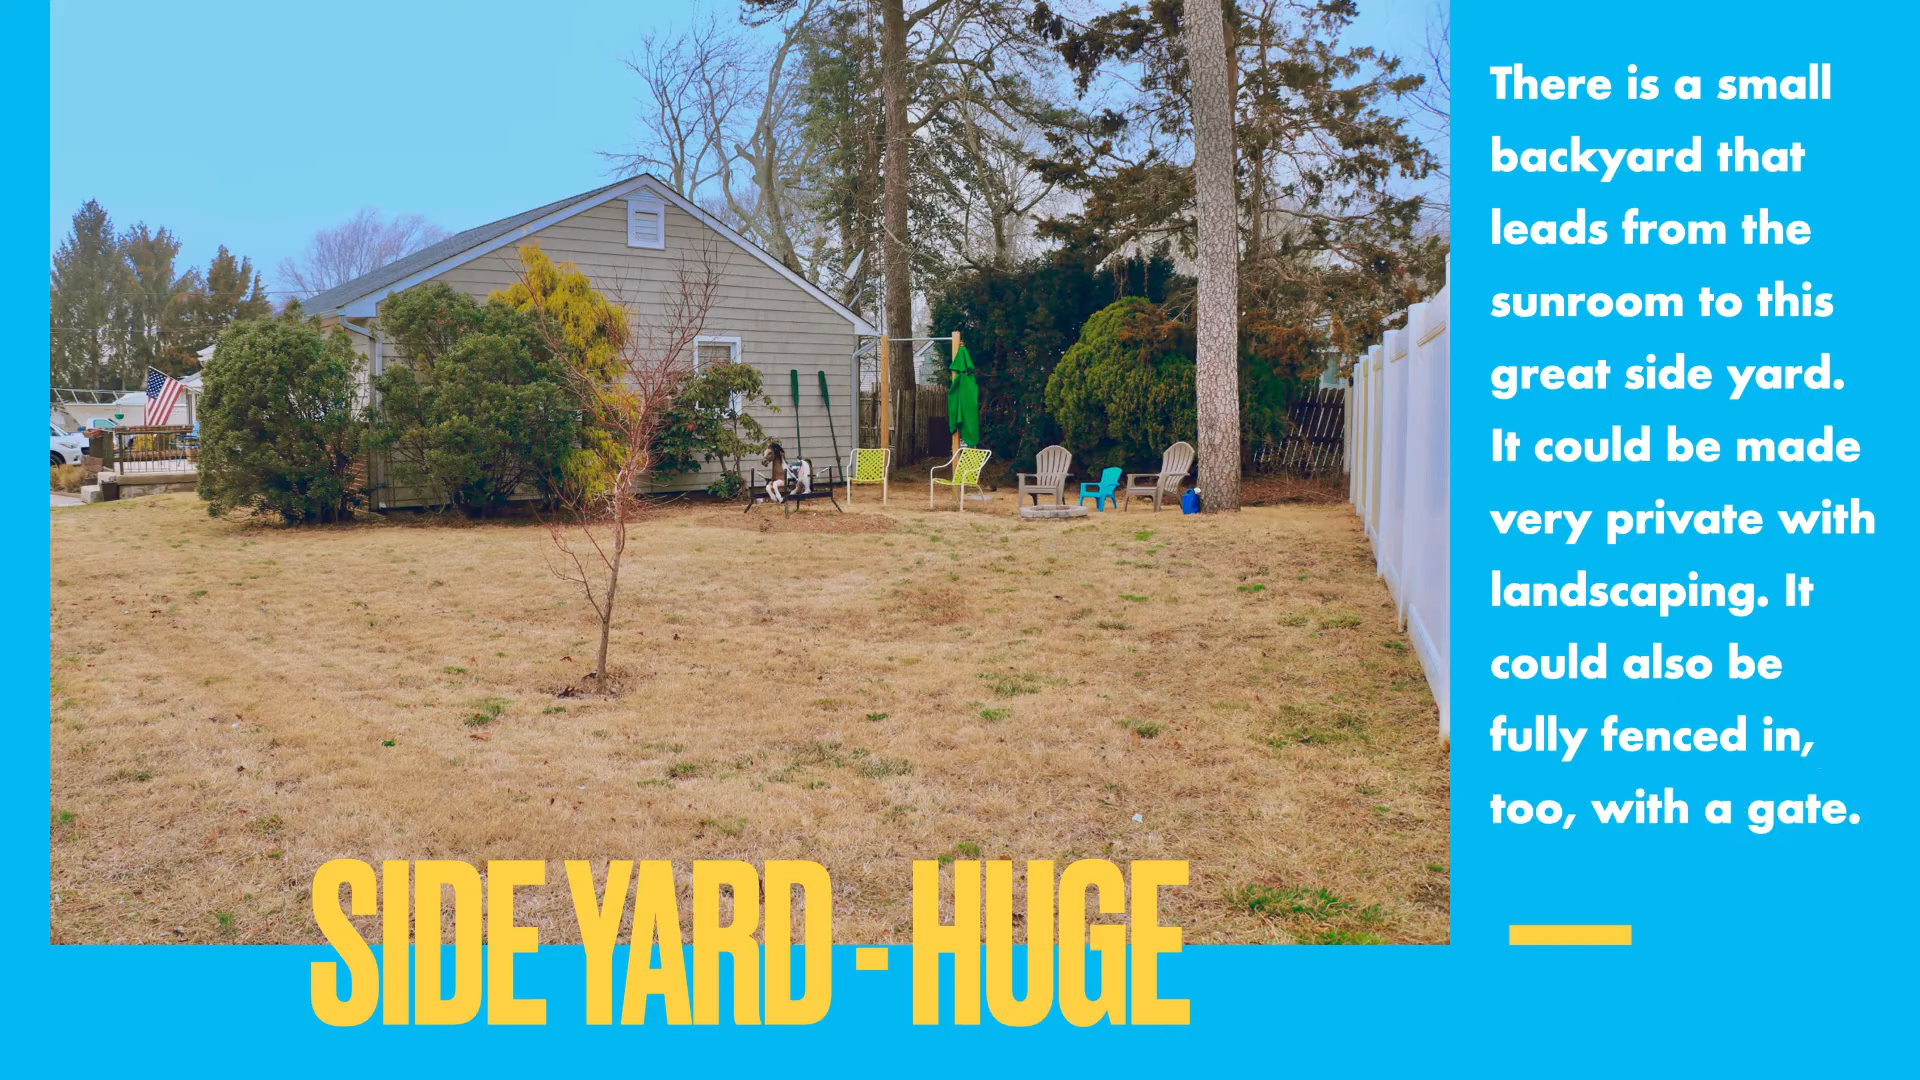 There is a small
backyard that
leads from the
sunroom to this
great side yard.
It could be made
very private with
landscaping. It
could also be
fully fenced in,
too, with a gate.
SIDE YARD - HUGE